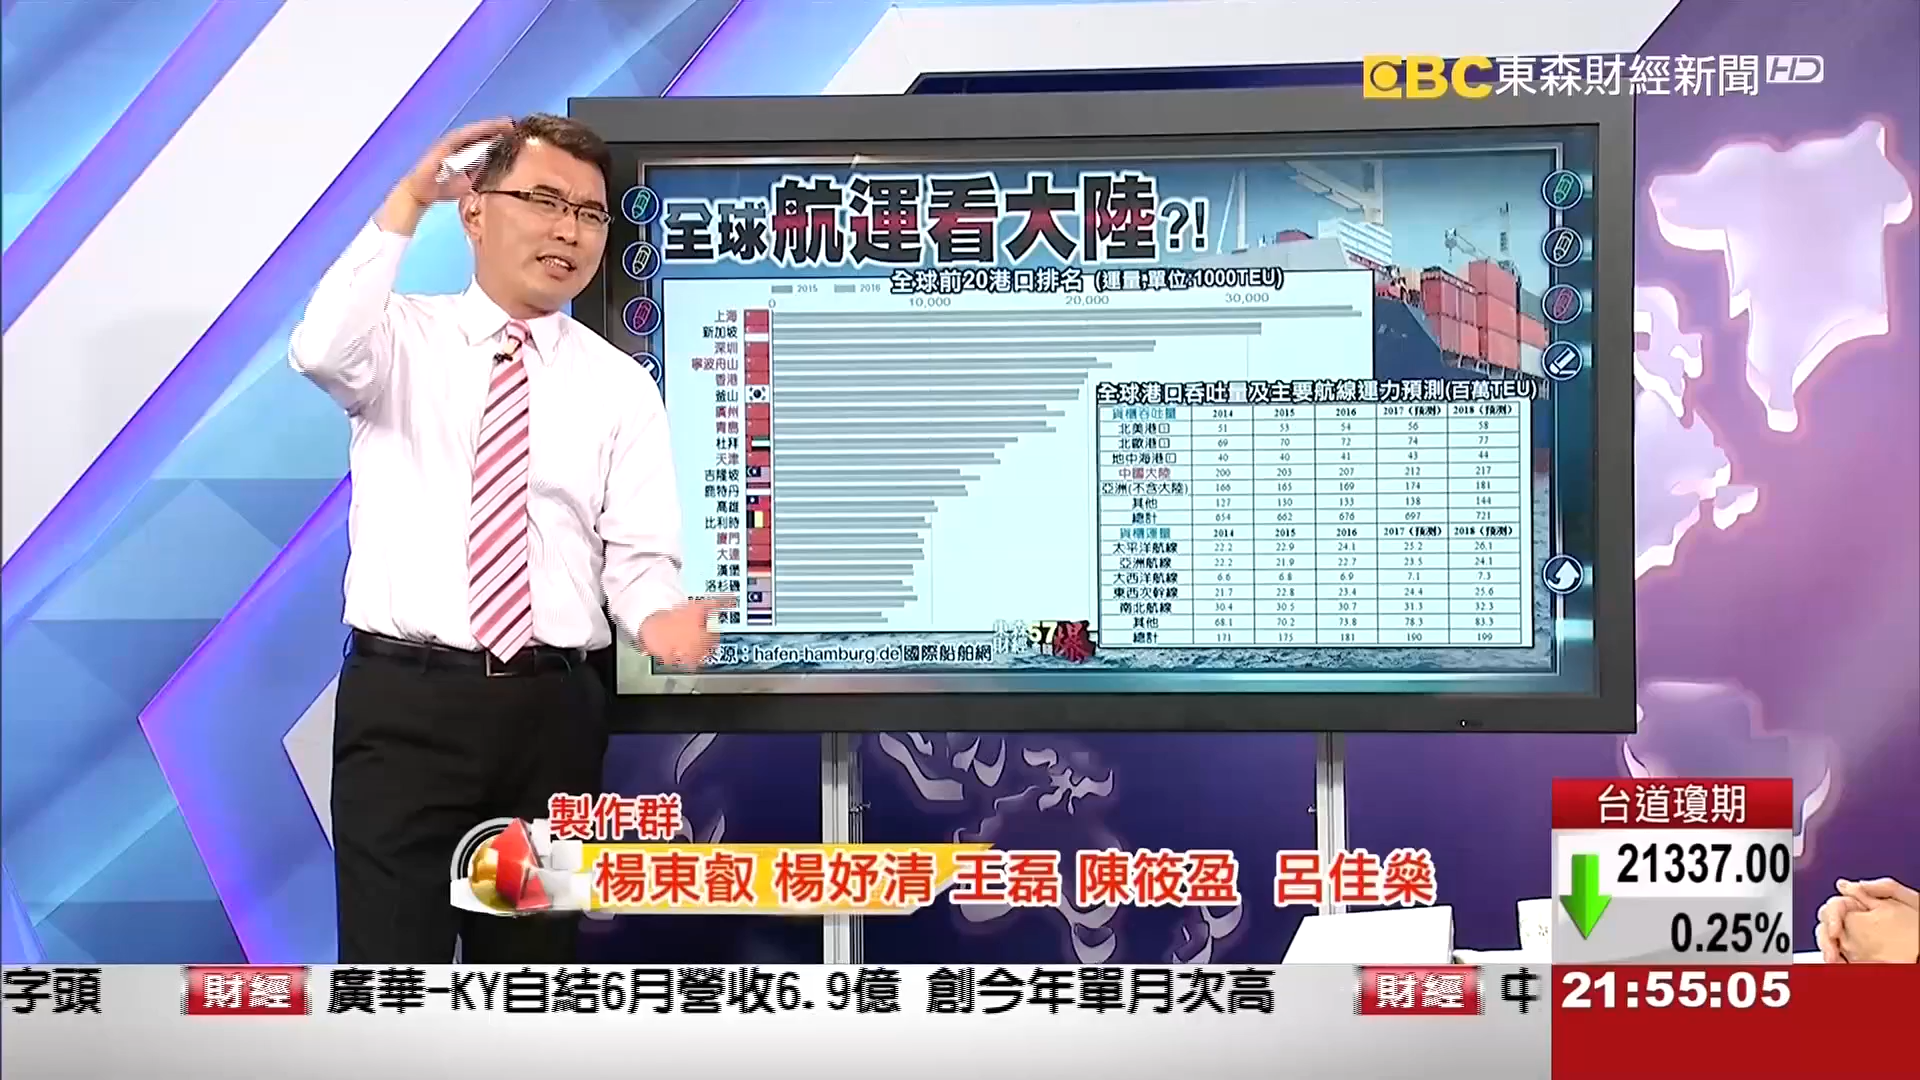 EBC 東森財經新聞 HD
全球航運看大陸?!
全球前20港口排名 (運量,單位:1000TEU)
2015 2016
0 10,000 20,000 30,000
上海
新加坡
深圳
寧波舟山
香港
釜山
廣州
青島
杜拜
天津
吉隆坡
鹿特丹
高雄
比利時
廈門
大連
漢堡
洛杉磯
泰國
來源:hafen-hamburg.de 國際船舶網
東森財經 57 爆
全球港口吞吐量及主要航線運力預測(百萬TEU)
貨櫃吞吐量 2014 2015 2016 2017 (預測) 2018 (預測)
北美港口 51 53 54 56 58
北歐港口 69 70 72 74 77
地中海港口 40 40 41 43 44
中國大陸 200 203 207 212 217
亞洲(不含大陸) 166 165 169 174 181
其他 127 130 133 138 144
總計 654 662 676 697 721
貨櫃運量 2014 2015 2016 2017 (預測) 2018 (預測)
太平洋航線 22.2 22.9 24.1 25.2 26.1
亞洲航線 22.2 21.9 22.7 23.5 24.1
大西洋航線 6.6 6.8 6.9 7.1 7.3
東西次幹線 21.7 22.8 23.4 24.4 25.6
南北航線 30.4 30.5 30.7 31.3 32.3
其他 68.1 70.2 73.8 78.3 83.3
總計 171 175 181 190 199
製作群
楊東叡 楊妤清 王磊 陳筱盈 呂佳燊
台道瓊期
21337.00
0.25%
字頭 財經 廣華-KY自結6月營收6.9億 創今年單月次高 財經 中
21:55:05